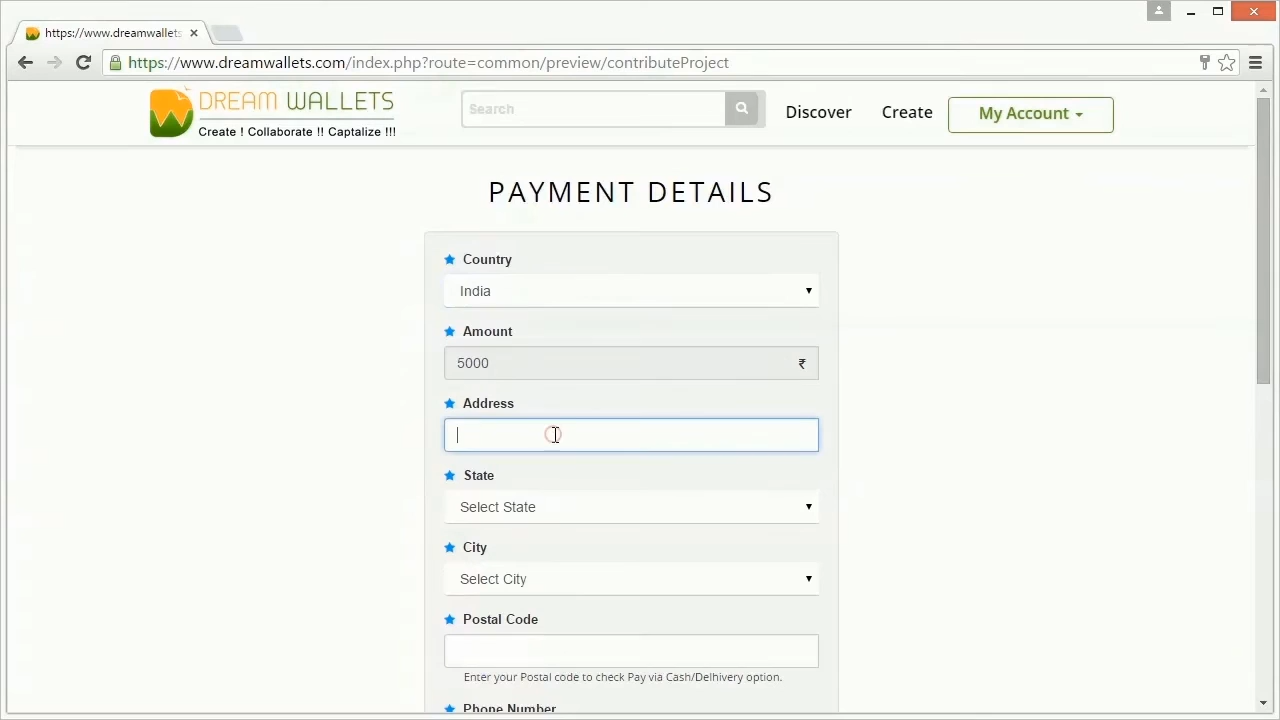 https://www.dreamwallets
https://www.dreamwallets.com/index.php?route=common/preview/contributeProject
DREAM WALLETS
Create ! Collaborate !! Captalize !!!
Search
Discover
Create
My Account
PAYMENT DETAILS
Country
India
Amount
5000 ₹
Address
State
Select State
City
Select City
Postal Code
Enter your Postal code to check Pay via Cash/Delhivery option.
Phone Number